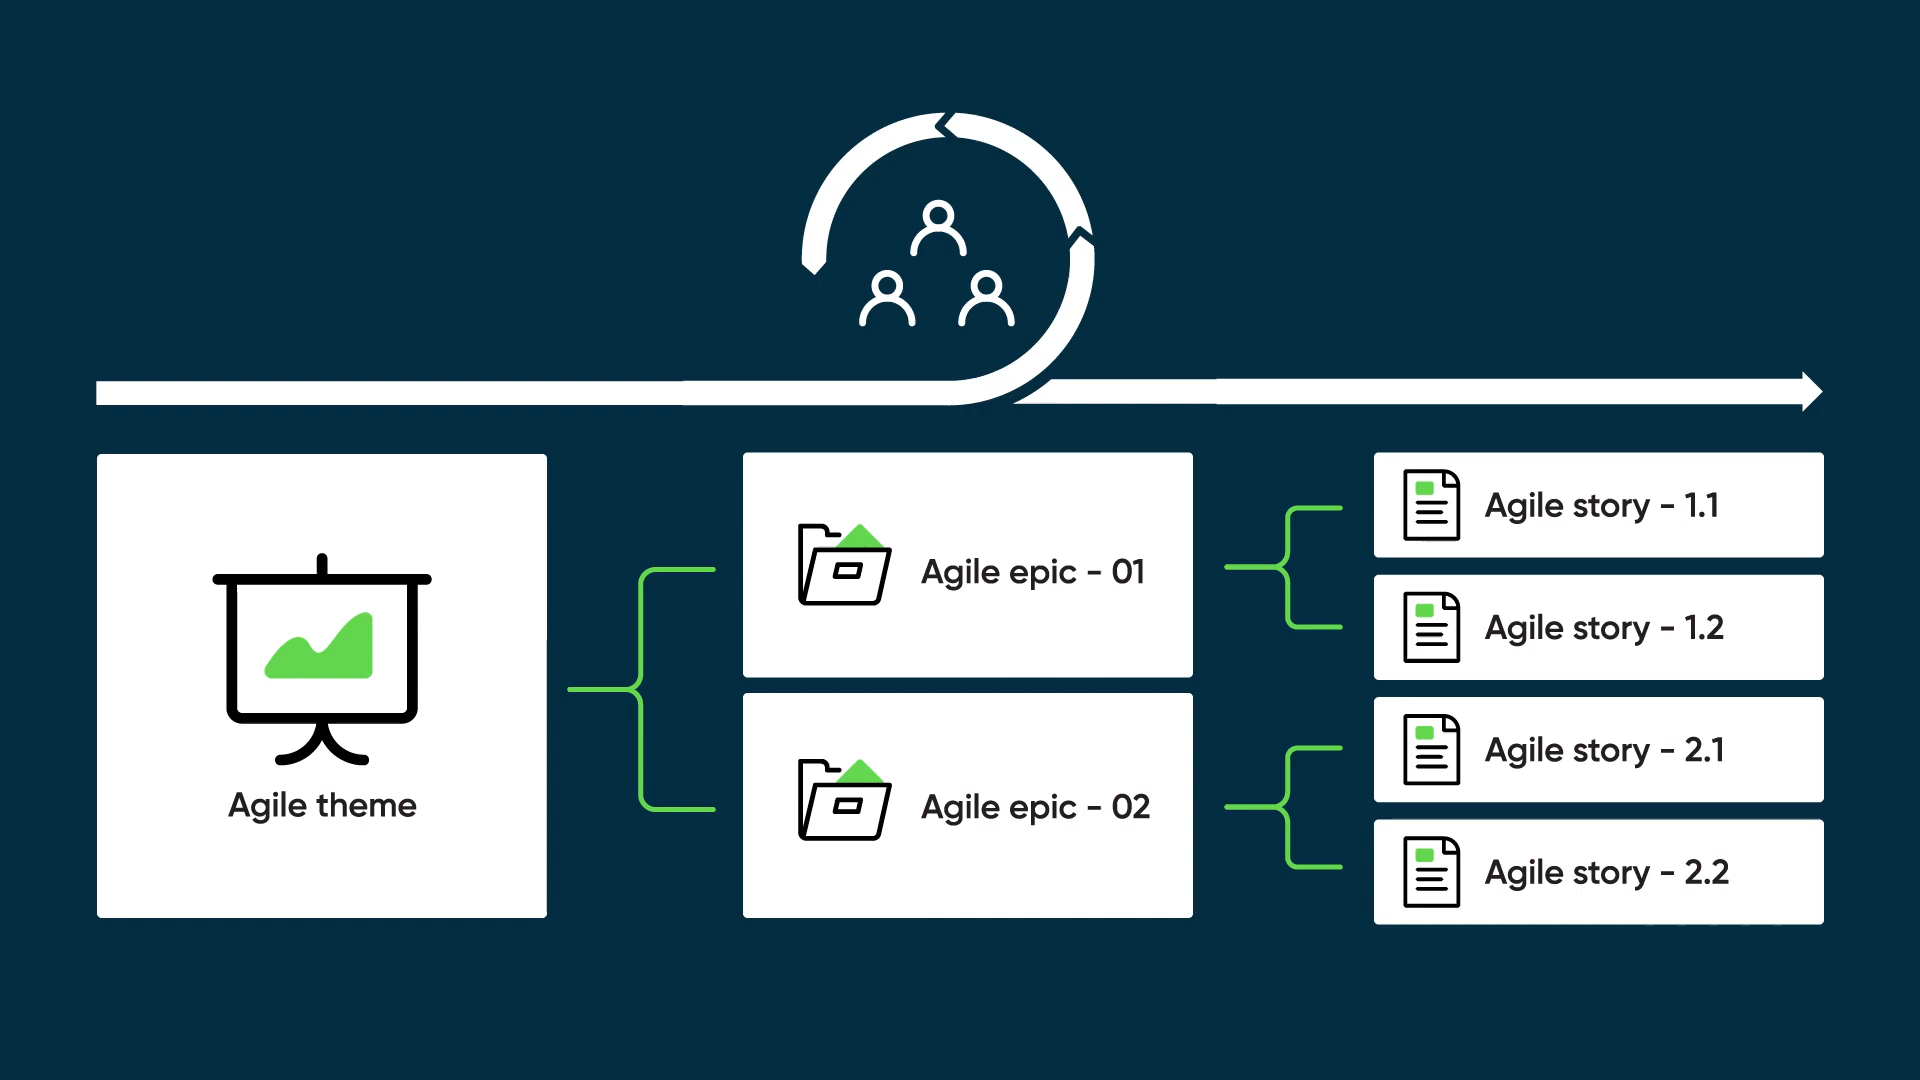 Agile theme
Agile epic - 01
Agile epic - 02
Agile story - 1.1
Agile story - 1.2
Agile story - 2.1
Agile story - 2.2